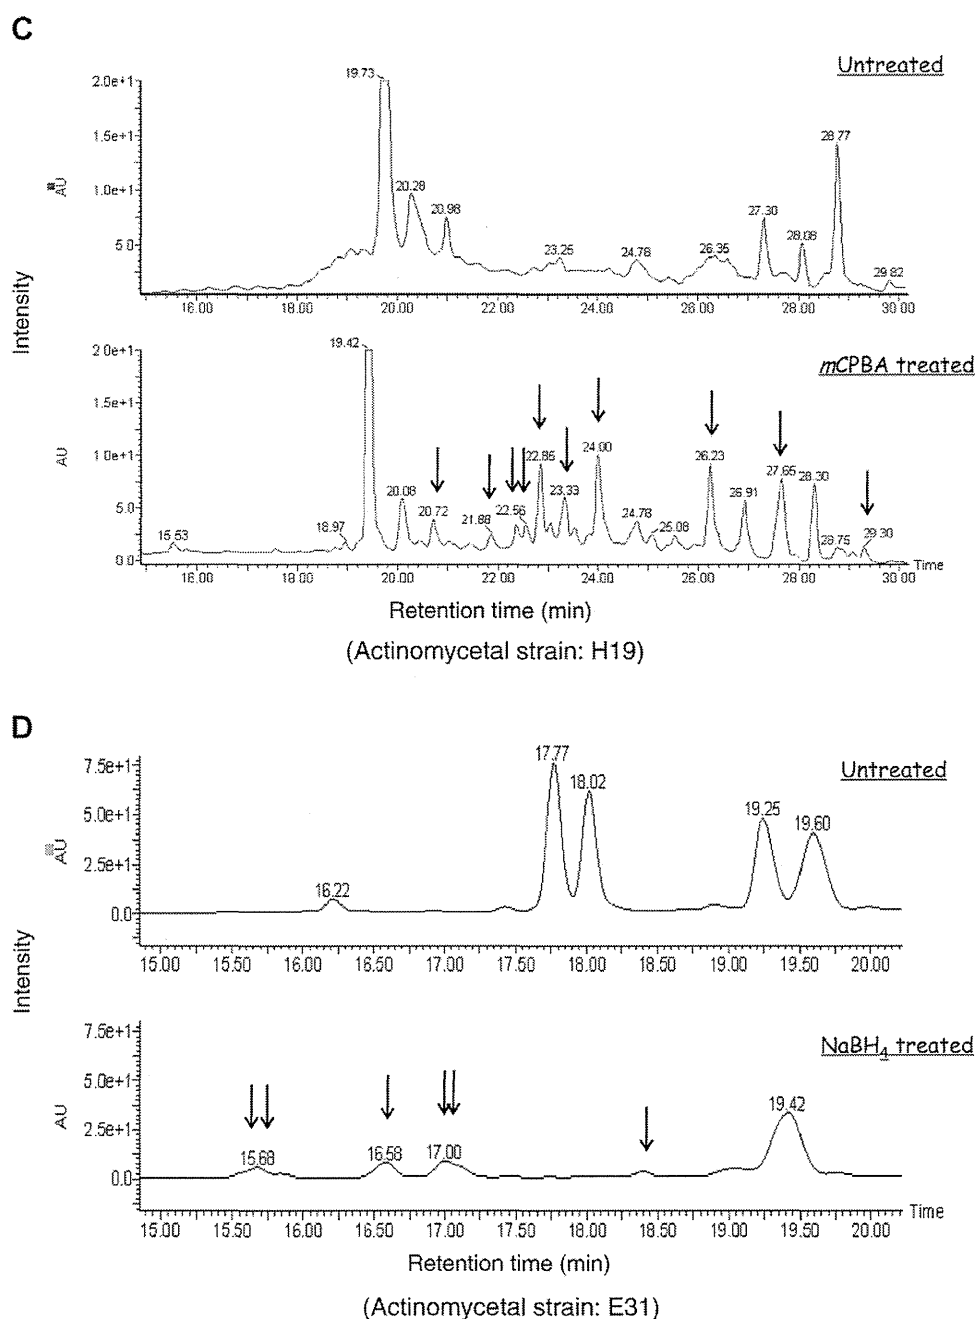 C
Untreated
19.73
20.28
20.98
23.25
24.78
26.35
27.30
28.08
28.77
29.82
2.0e+1
1.5e+1
1.0e+1
5.0
AU
16.00 18.00 20.00 22.00 24.00 26.00 28.00 30.00
Intensity
mCPBA treated
19.42
15.53
18.97
20.08
20.72
21.88
22.56
22.85
23.33
24.00
24.78
25.08
26.23
26.91
27.65
28.30
28.75
29.30
2.0e+1
1.5e+1
1.0e+1
5.0
0.0
AU
16.00 18.00 20.00 22.00 24.00 26.00 28.00 30.00
Time
Retention time (min)
(Actinomycetal strain: H19)
D
Untreated
16.22
17.77
18.02
19.25
19.60
7.5e+1
5.0e+1
2.5e+1
0.0
AU
15.00 15.50 16.00 16.50 17.00 17.50 18.00 18.50 19.00 19.50 20.00
Intensity
NaBH4 treated
15.68
16.58
17.00
19.42
7.5e+1
5.0e+1
2.5e+1
0.0
AU
15.00 15.50 16.00 16.50 17.00 17.50 18.00 18.50 19.00 19.50 20.00
Time
Retention time (min)
(Actinomycetal strain: E31)